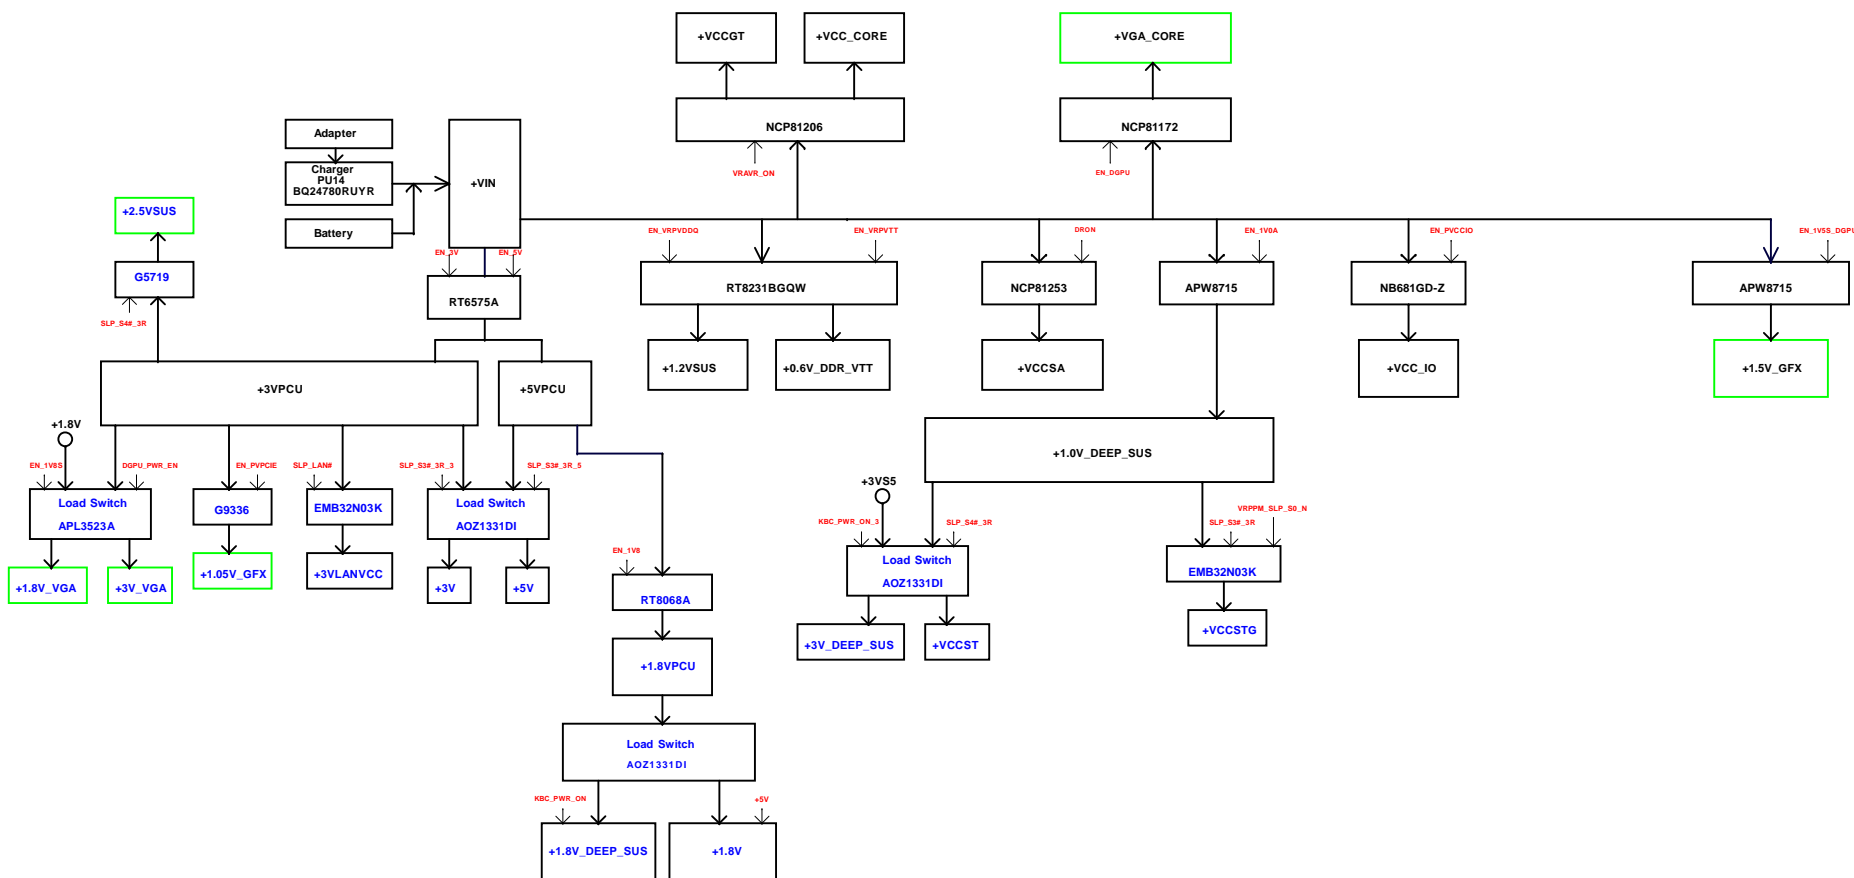 +VCCGT
+VCC_CORE
+VGA_CORE
NCP81206
NCP81172
VRAVR_ON
EN_DGPU
Adapter
Charger
PU14
BQ24780RUYR
Battery
+VIN
+2.5VSUS
G5719
SLP_S4#_3R
EN_3V
EN_5V
RT6575A
EN_VRPVDDQ
EN_VRPVTT
RT8231BGQW
DRON
NCP81253
EN_1V0A
APW8715
EN_PVCCIO
NB681GD-Z
EN_1V5S_DGPU
APW8715
+3VPCU
+5VPCU
+1.2VSUS
+0.6V_DDR_VTT
+VCCSA
+VCC_IO
+1.5V_GFX
+1.8V
EN_1V8S
DGPU_PWR_EN
EN_PVPCIE
SLP_LAN#
SLP_S3#_3R_3
SLP_S3#_3R_5
+1.0V_DEEP_SUS
Load Switch
APL3523A
G9336
EMB32N03K
Load Switch
AOZ1331DI
+3VS5
KBC_PWR_ON_3
SLP_S4#_3R
VRPPM_SLP_S0_N
SLP_S3#_3R
+1.8V_VGA
+3V_VGA
+1.05V_GFX
+3VLANVCC
+3V
+5V
EN_1V8
RT8068A
Load Switch
AOZ1331DI
EMB32N03K
+3V_DEEP_SUS
+VCCST
+VCCSTG
+1.8VPCU
Load Switch
AOZ1331DI
KBC_PWR_ON
+5V
+1.8V_DEEP_SUS
+1.8V